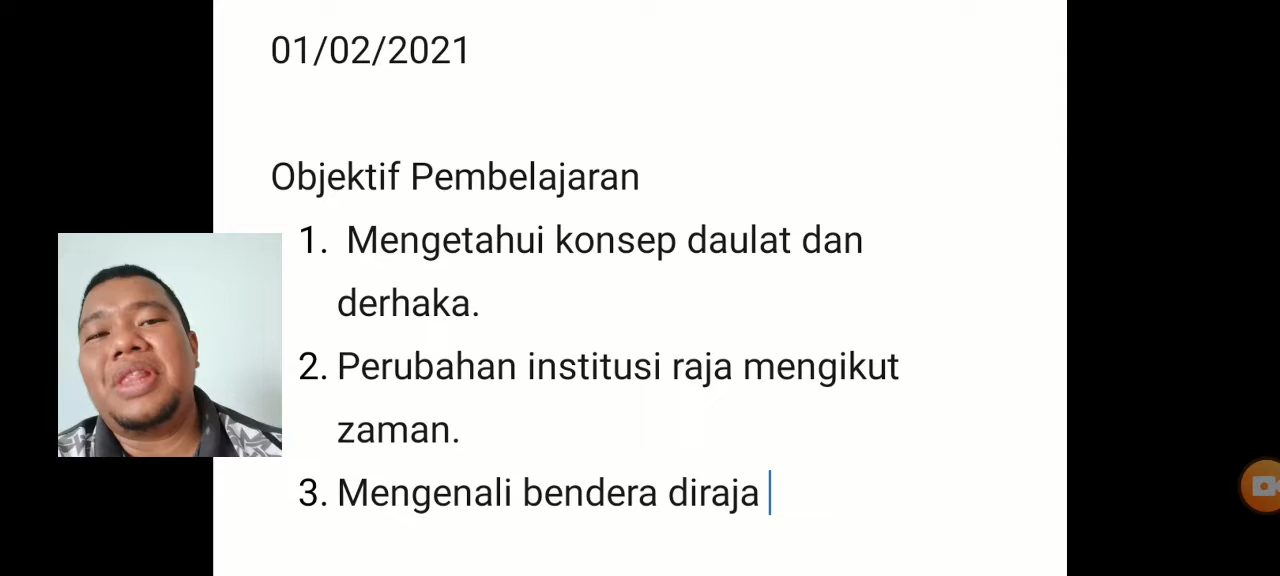 01/02/2021
Objektif Pembelajaran
1. Mengetahui konsep daulat dan
derhaka.
2. Perubahan institusi raja mengikut
zaman.
3. Mengenali bendera diraja